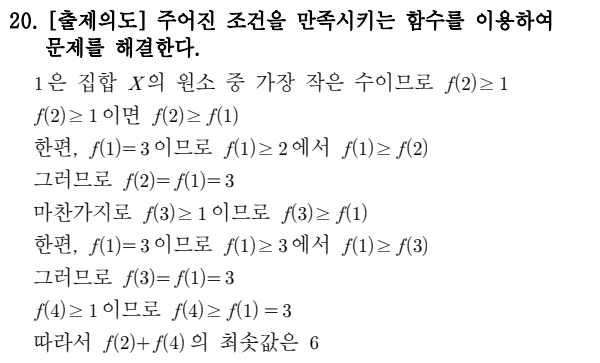 20. [출제의도] 주어진 조건을 만족시키는 함수를 이용하여
문제를 해결한다.
1은 집합 X의 원소 중 가장 작은 수이므로 f(2)≥1
f(2)≥1이면 f(2)≥f(1)
한편, f(1)=3이므로 f(1)≥2에서 f(1)≥f(2)
그러므로 f(2)=f(1)=3
마찬가지로 f(3)≥1이므로 f(3)≥f(1)
한편, f(1)=3이므로 f(1)≥3에서 f(1)≥f(3)
그러므로 f(3)=f(1)=3
f(4)≥1이므로 f(4)≥f(1)=3
따라서 f(2)+f(4)의 최솟값은 6